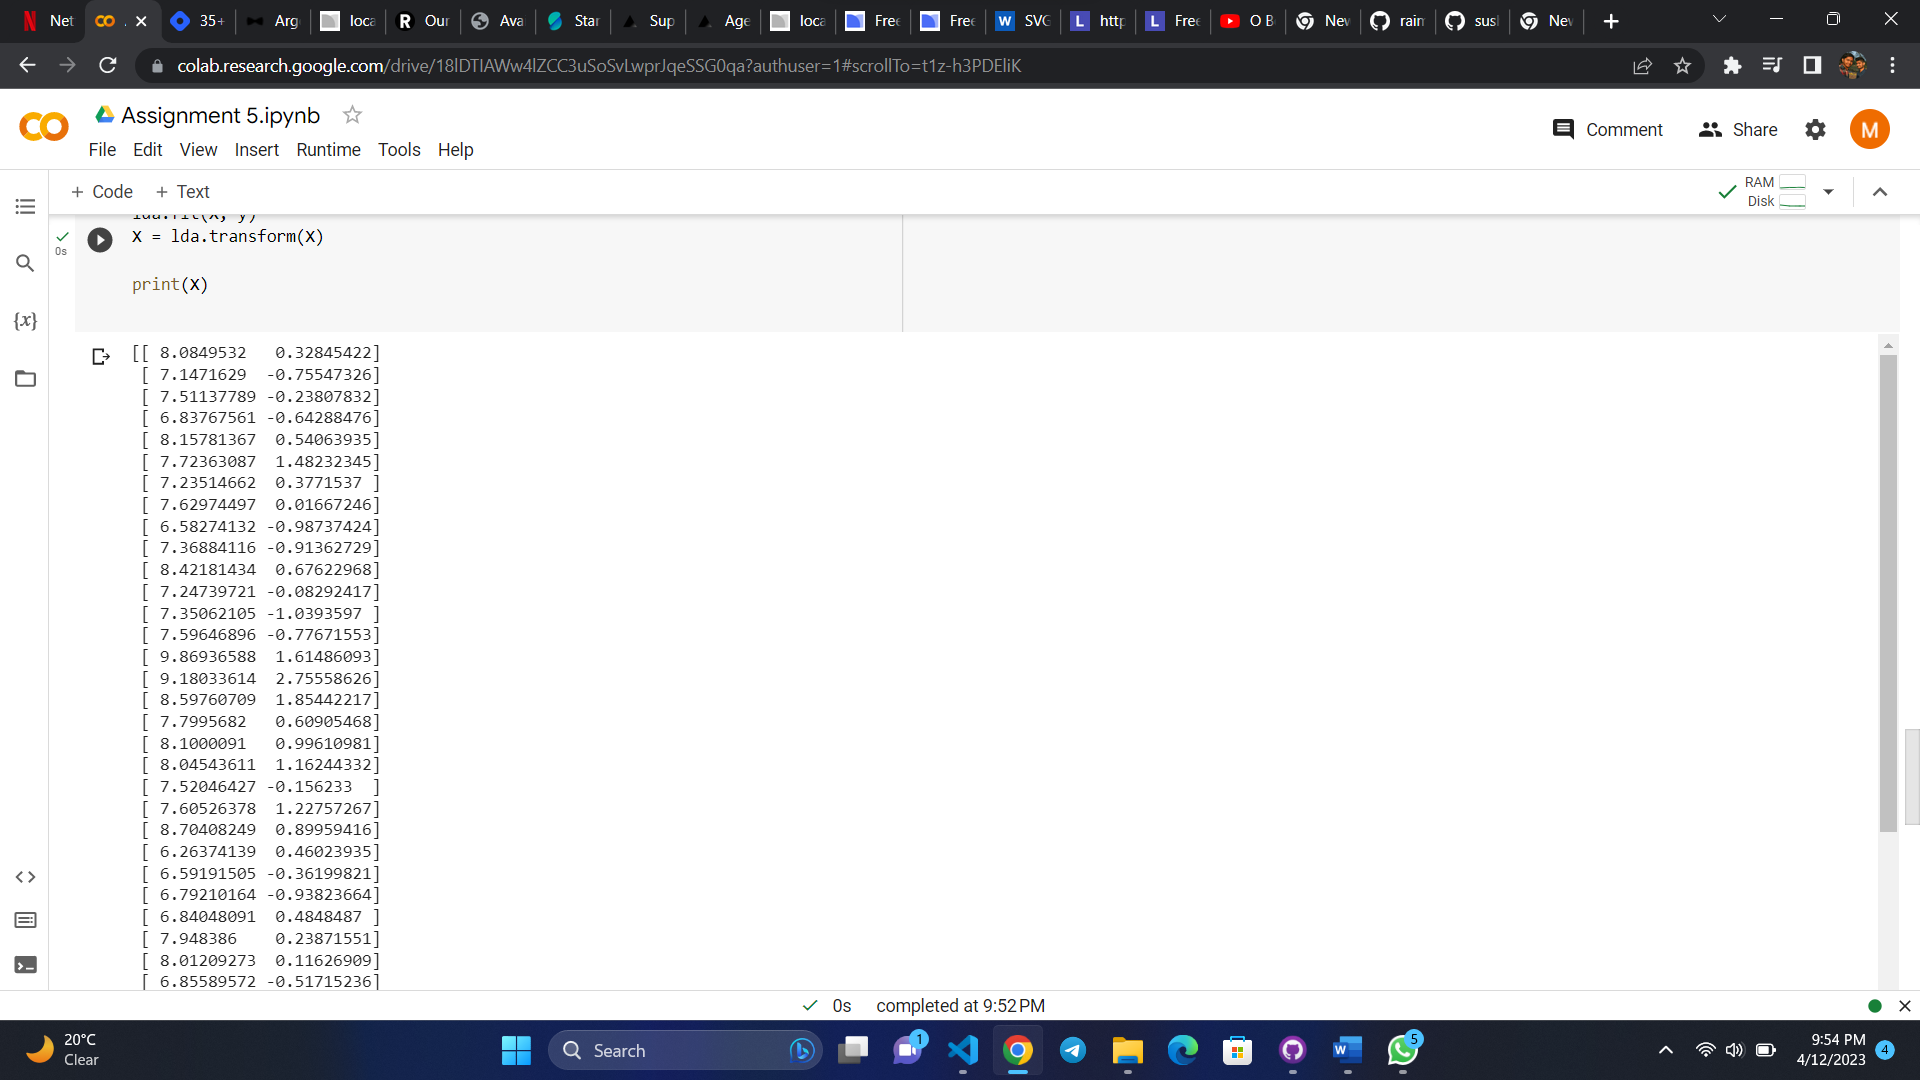 Net
35+
Arg
loca
Our
Ava
Star
Sup
Age
loca
Free
Free
SVG
http
Free
O B
New
rain
susl
New
colab.research.google.com/drive/18lDTIAWw4lZCC3uSoSvLwprJqeSSG0qa?authuser=1#scrollTo=t1z-h3PDEliK
Assignment 5.ipynb
File Edit View Insert Runtime Tools Help
Comment
Share
M
+ Code + Text
RAM
Disk
lda.fit(X, y)
0s
X = lda.transform(X)
print(X)
[[ 8.0849532   0.32845422]
 [ 7.1471629  -0.75547326]
 [ 7.51137789 -0.23807832]
 [ 6.83767561 -0.64288476]
 [ 8.15781367  0.54063935]
 [ 7.72363087  1.48232345]
 [ 7.23514662  0.3771537 ]
 [ 7.62974497  0.01667246]
 [ 6.58274132 -0.98737424]
 [ 7.36884116 -0.91362729]
 [ 8.42181434  0.67622968]
 [ 7.24739721 -0.08292417]
 [ 7.35062105 -1.0393597 ]
 [ 7.59646896 -0.77671553]
 [ 9.86936588  1.61486093]
 [ 9.18033614  2.75558626]
 [ 8.59760709  1.85442217]
 [ 7.7995682   0.60905468]
 [ 8.1000091   0.99610981]
 [ 8.04543611  1.16244332]
 [ 7.52046427 -0.156233  ]
 [ 7.60526378  1.22757267]
 [ 8.70408249  0.89959416]
 [ 6.26374139  0.46023935]
 [ 6.59191505 -0.36199821]
 [ 6.79210164 -0.93823664]
 [ 6.84048091  0.4848487 ]
 [ 7.948386    0.23871551]
 [ 8.01209273  0.11626909]
 [ 6.85589572 -0.51715236]
0s completed at 9:52 PM
20°C
Clear
Search
1
5
9:54 PM
4/12/2023
4